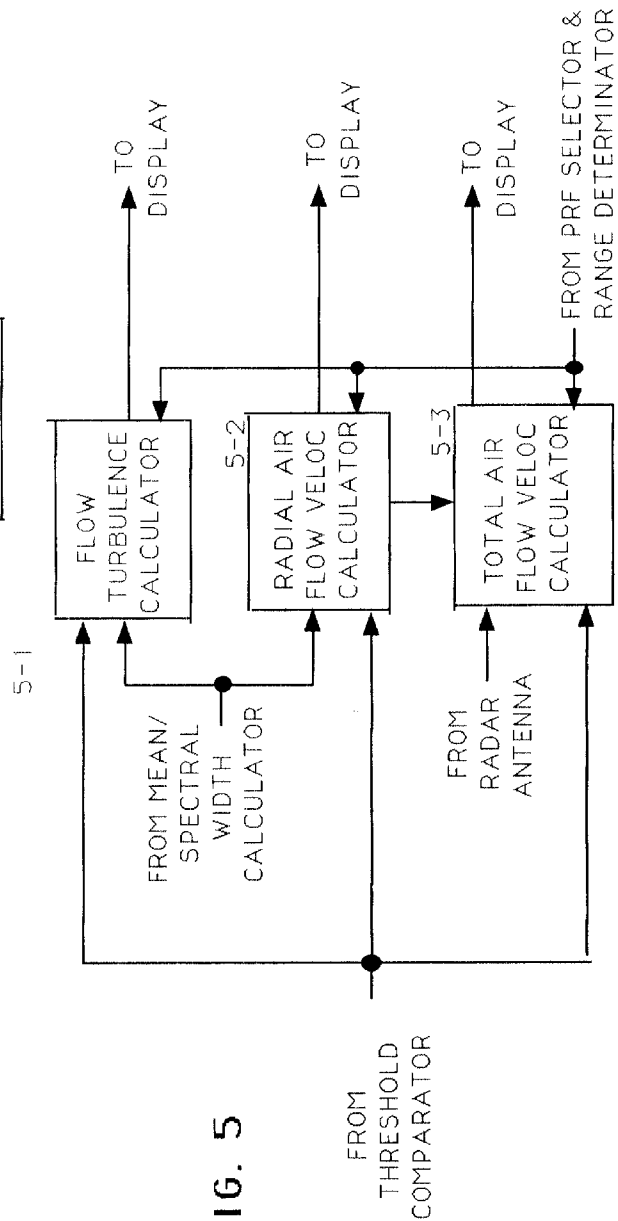 5-1
FLOW
TURBULENCE
CALCULATOR
TO
DISPLAY
FROM MEAN/
SPECTRAL
WIDTH
CALCULATOR
5-2
RADIAL AIR
FLOW VELOC
CALCULATOR
TO
DISPLAY
5-3
TOTAL AIR
FLOW VELOC
CALCULATOR
TO
DISPLAY
FROM
RADAR
ANTENNA
FROM PRF SELECTOR &
RANGE DETERMINATOR
FROM
THRESHOLD
COMPARATOR
IG. 5